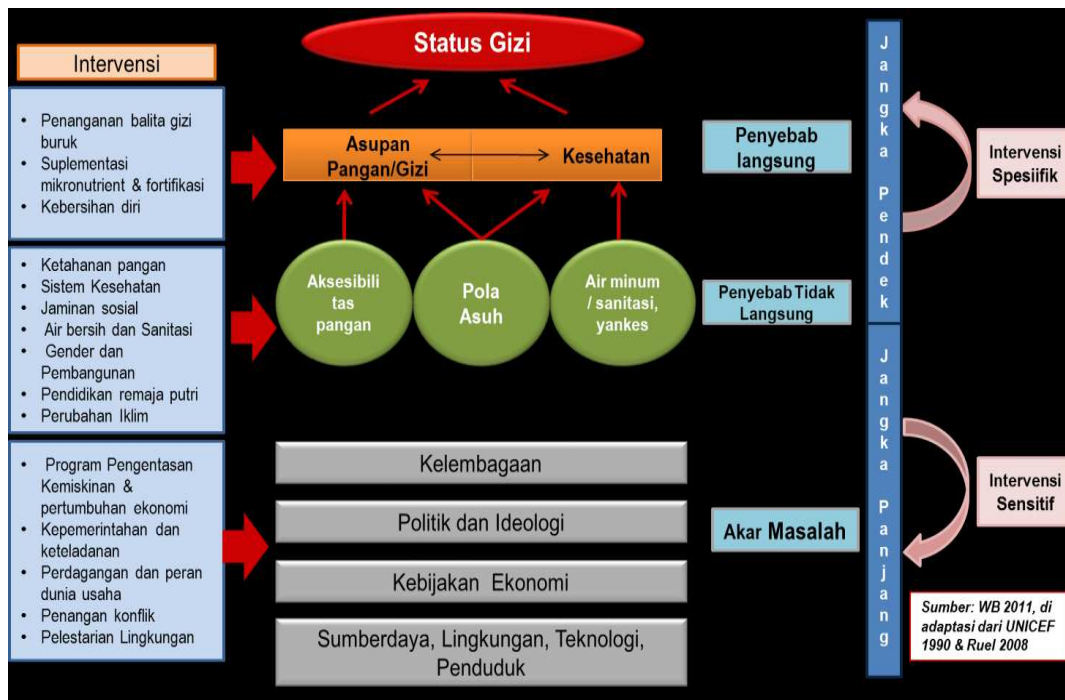 Status Gizi
Intervensi
• Penanganan balita gizi
buruk
• Suplementasi
mikronutrient & fortifikasi
• Kebersihan diri
Asupan
Pangan/Gizi
Kesehatan
Penyebab
langsung
Jangka Pendek
Intervensi
Spesiifik
• Ketahanan pangan
• Sistem Kesehatan
• Jaminan sosial
• Air bersih dan Sanitasi
• Gender dan
Pembangunan
• Pendidikan remaja putri
• Perubahan Iklim
Aksesibili
tas
pangan
Pola
Asuh
Air minum
/ sanitasi,
yankes
Penyebab Tidak
Langsung
• Program Pengentasan
Kemiskinan &
pertumbuhan ekonomi
• Kepemerintahan dan
keteladanan
• Perdagangan dan peran
dunia usaha
• Penangan konflik
• Pelestarian Lingkungan
Kelembagaan
Politik dan Ideologi
Kebijakan Ekonomi
Sumberdaya, Lingkungan, Teknologi,
Penduduk
Akar Masalah
Jangka Panjang
Intervensi
Sensitif
Sumber: WB 2011, di
adaptasi dari UNICEF
1990 & Ruel 2008